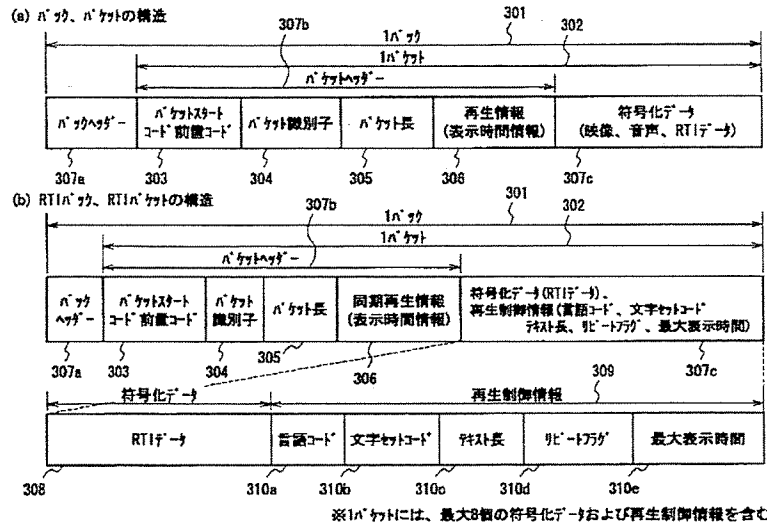 (a) パック、パケットの構造
307b
301
1パック
302
1パケット
パケットヘッダー
パックヘッダー
パケットスタート
コード前置コード
パケット識別子
パケット長
再生情報
(表示時間情報)
符号化データ
(映像、音声、RTIデータ)
307a
303
304
305
306
307c
(b) RTIパック、RTIパケットの構造
307b
301
1パック
302
1パケット
パケットヘッダー
パック
ヘッダー
パケットスタート
コード前置コード
パケット
識別子
パケット長
同期再生情報
(表示時間情報)
符号化データ(RTIデータ)、
再生制御情報(言語コード、文字セットコード
テキスト長、リピートフラグ、最大表示時間)
307a
303
304
305
306
307c
符号化データ
309
再生制御情報
RTIデータ
言語コード
文字セットコード
テキスト長
リピートフラグ
最大表示時間
308
310a
310b
310c
310d
310e
※1パケットには、最大8個の符号化データおよび再生制御情報を含む